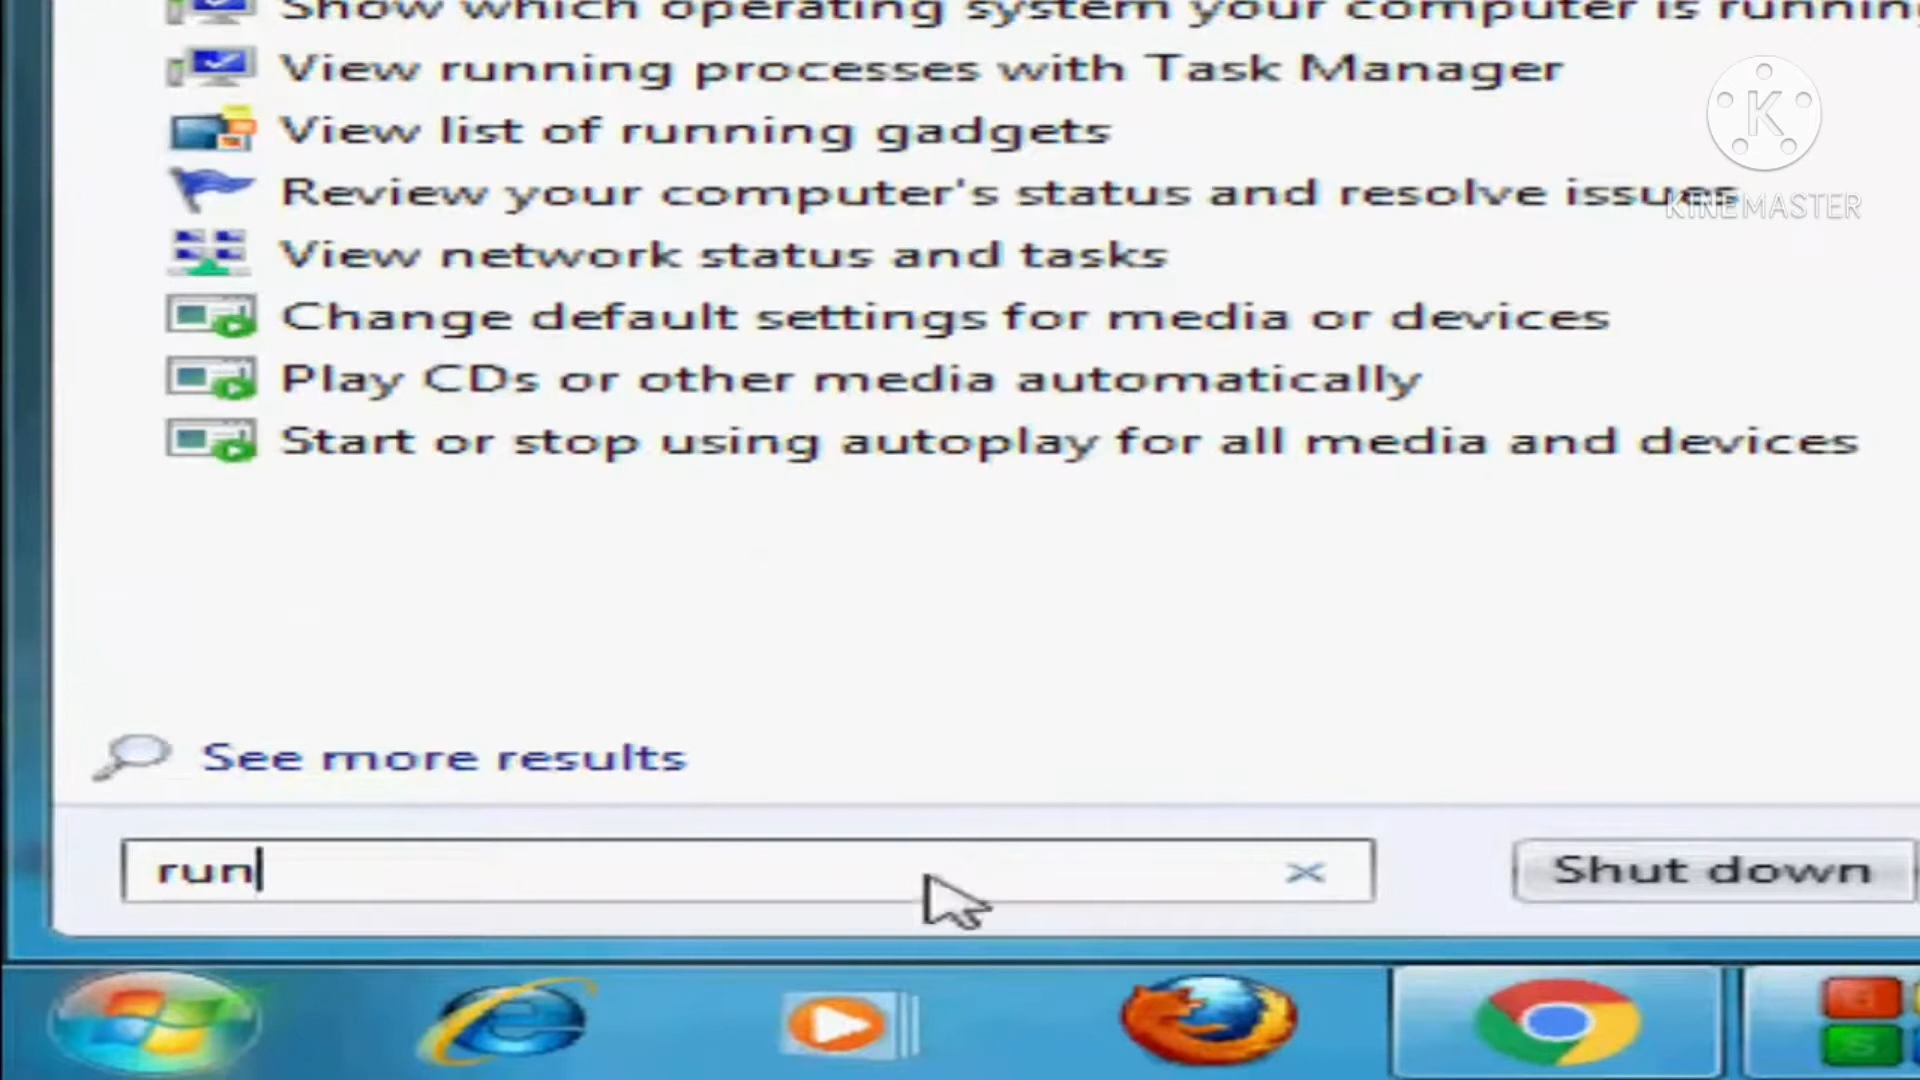 Show which operating system your computer is running
View running processes with Task Manager
View list of running gadgets
Review your computer's status and resolve issues
KINEMASTER
View network status and tasks
Change default settings for media or devices
Play CDs or other media automatically
Start or stop using autoplay for all media and devices
See more results
run
Shut down